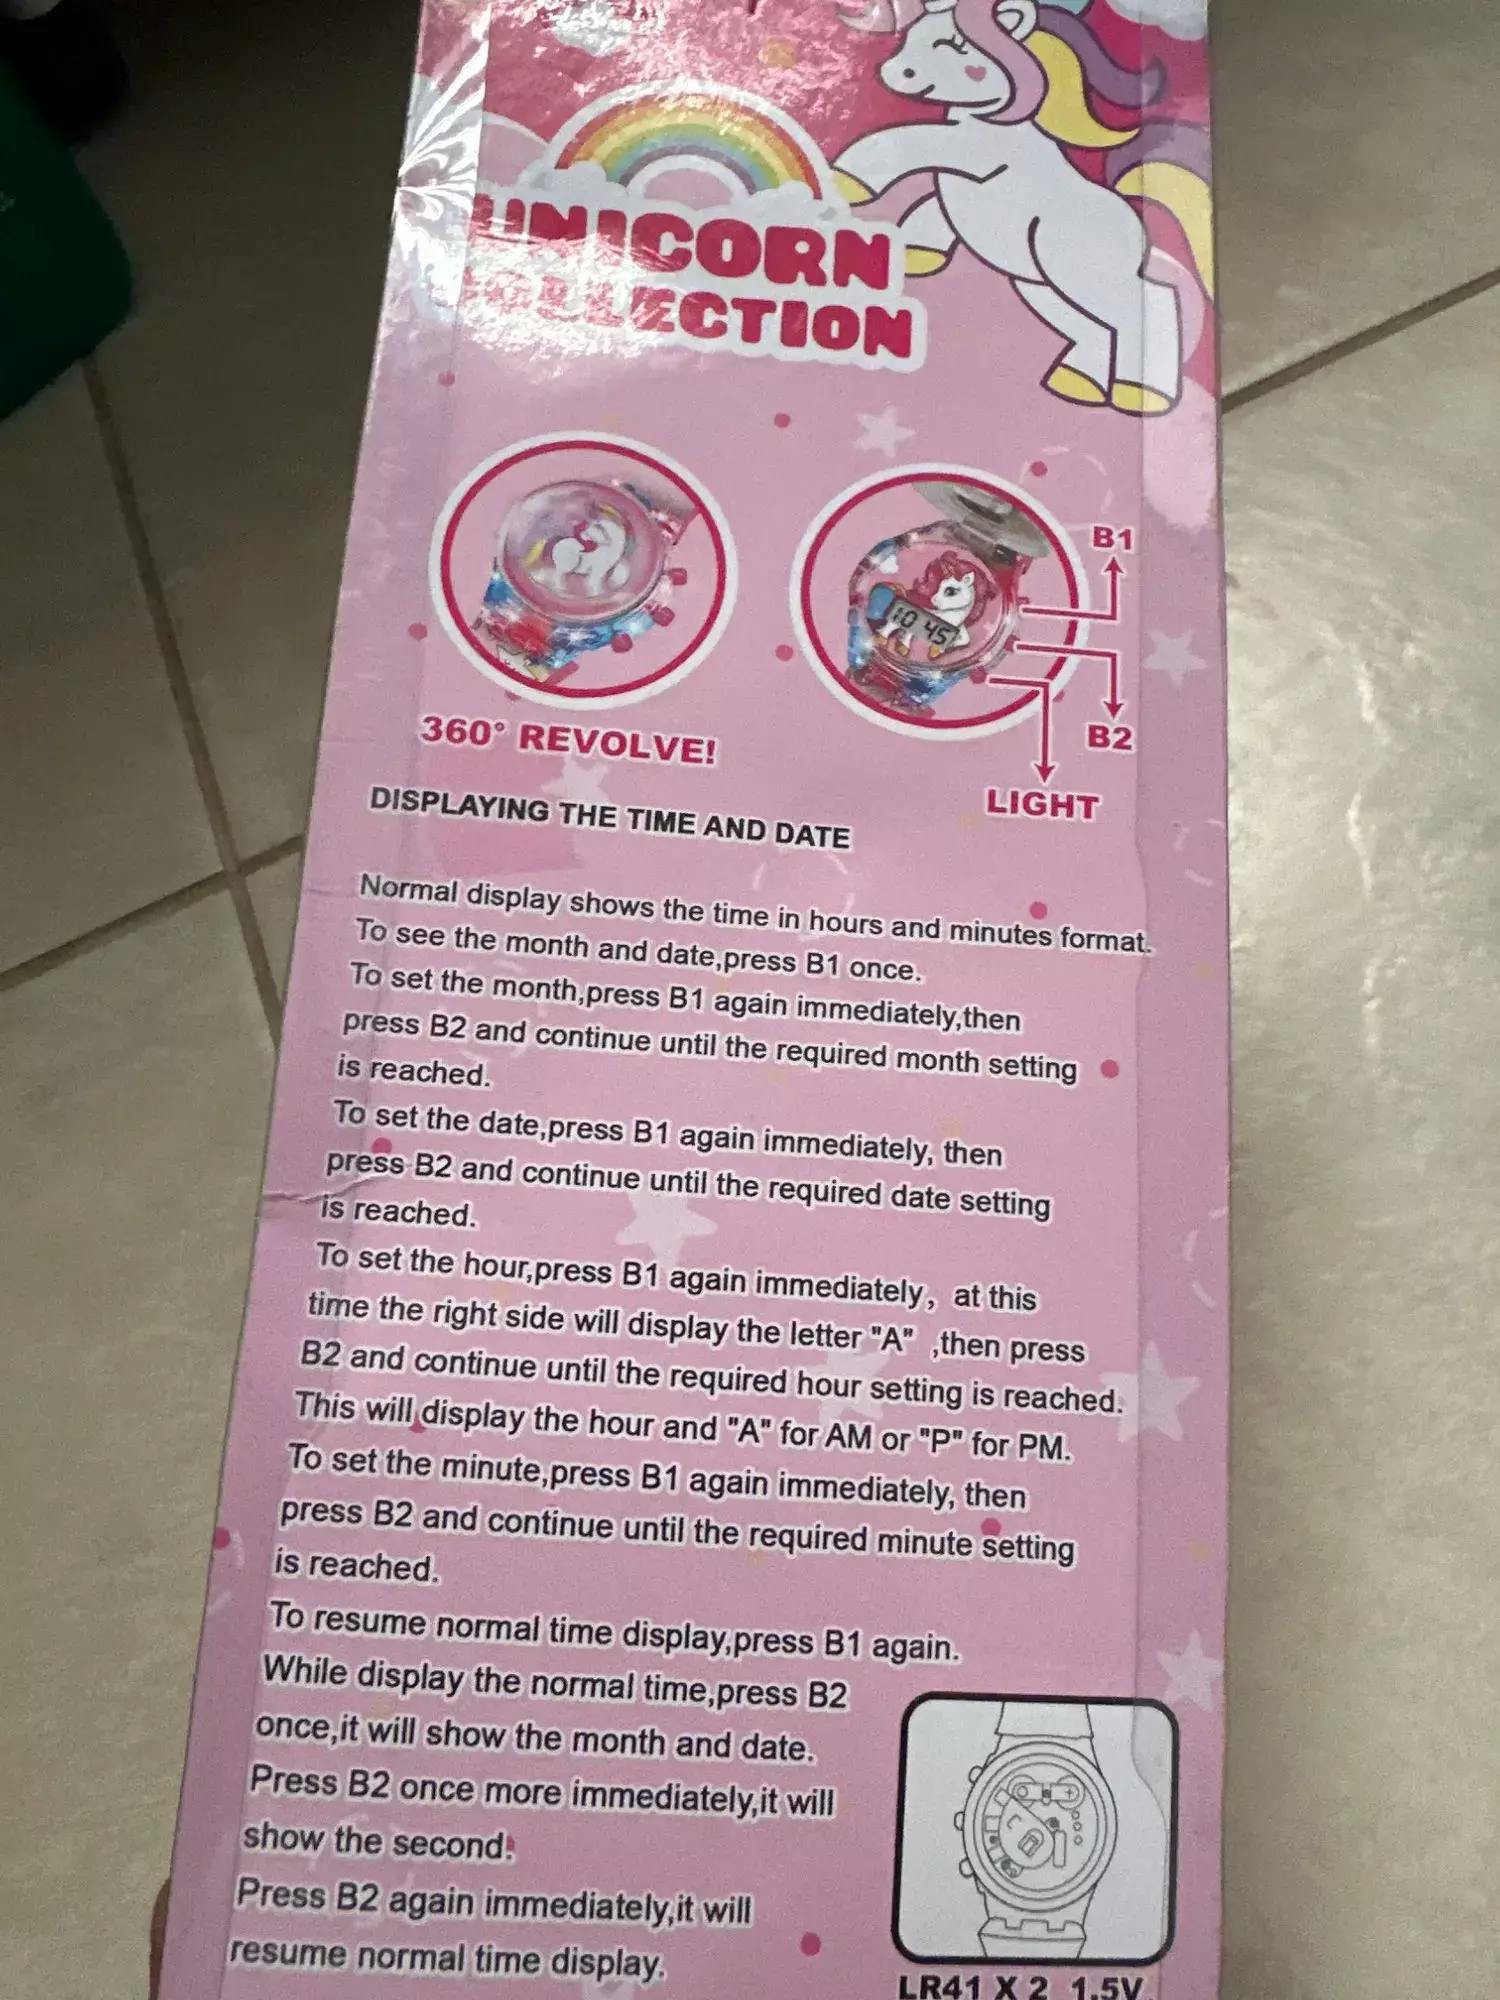 UNICORN
COLLECTION
10 45
B1
B2
LIGHT
360° REVOLVE!
DISPLAYING THE TIME AND DATE
Normal display shows the time in hours and minutes format.
To see the month and date,press B1 once.
To set the month,press B1 again immediately,then
press B2 and continue until the required month setting
is reached.
To set the date,press B1 again immediately, then
press B2 and continue until the required date setting
is reached.
To set the hour,press B1 again immediately, at this
time the right side will display the letter "A" ,then press
B2 and continue until the required hour setting is reached.
This will display the hour and "A" for AM or "P" for PM.
To set the minute,press B1 again immediately, then
press B2 and continue until the required minute setting
is reached.
To resume normal time display,press B1 again.
While display the normal time,press B2
once,it will show the month and date.
Press B2 once more immediately,it will
show the second.
Press B2 again immediately,it will
resume normal time display.
LR41 X 2 1.5V